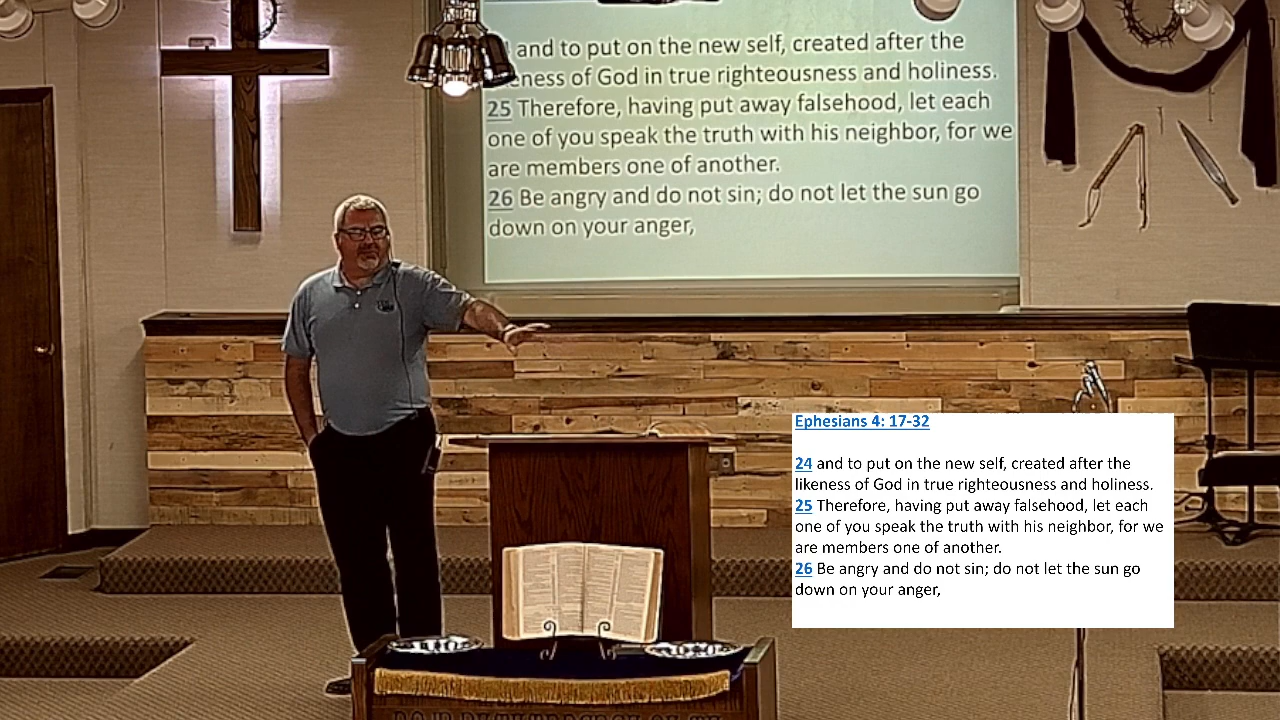 and to put on the new self, created after the
ness of God in true righteousness and holiness.
25 Therefore, having put away falsehood, let each
one of you speak the truth with his neighbor, for we
are members one of another.
26 Be angry and do not sin; do not let the sun go
down on your anger,
Ephesians 4: 17-32
24 and to put on the new self, created after the
likeness of God in true righteousness and holiness.
25 Therefore, having put away falsehood, let each
one of you speak the truth with his neighbor, for we
are members one of another.
26 Be angry and do not sin; do not let the sun go
down on your anger,